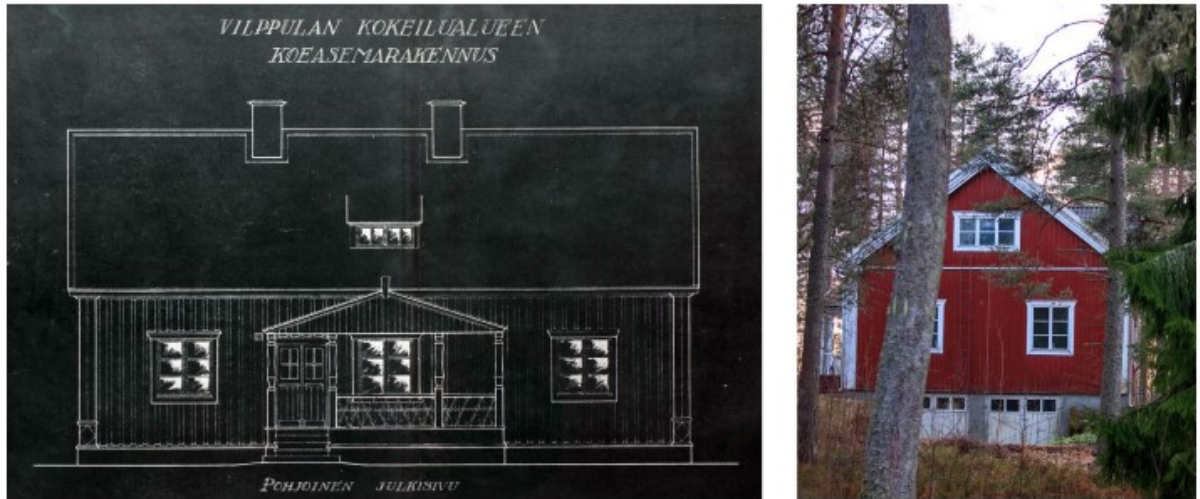 VILPPULAN KOKEILUALUEEN
KOEASEMARAKENNUS
POHJOINEN JULKISIVU